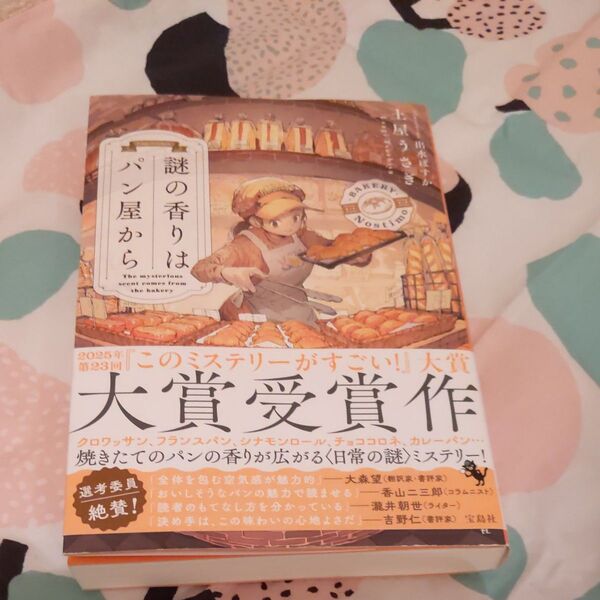 土屋うさぎ
出水ぽすか
謎の香りは
パン屋から
The mysterious
scent comes from
the bakery
BAKERY
Nostimo
2025年
第23回
『このミステリーがすごい!』大賞
大賞受賞作
クロワッサン、フランスパン、シナモンロール、チョココロネ、カレーパン…
焼きたてのパンの香りが広がる〈日常の謎〉ミステリー!
選考委員
絶賛!
「全体を包む空気感が魅力的」──大森望(翻訳家・書評家)
「おいしそうなパンの魅力で読ませる」──香山二三郎(コラムニスト)
「読者のもてなし方を分かっている」──瀧井朝世(ライター)
「決め手は、この味わいの心地よさだ」──吉野仁(書評家)
宝島社